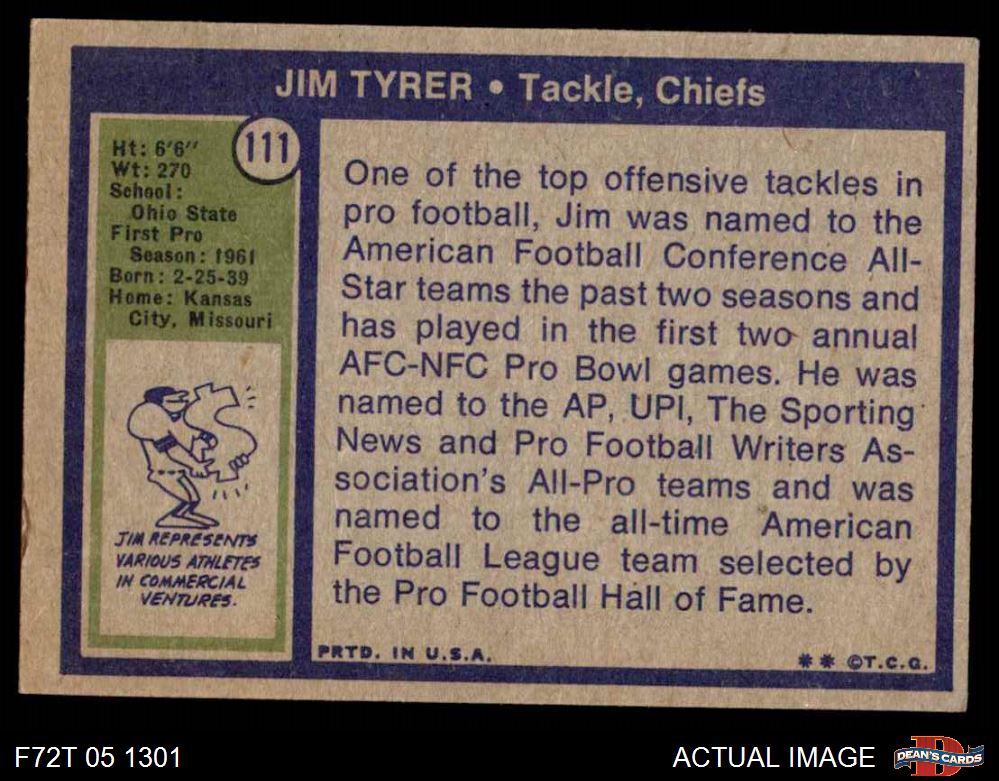 JIM TYRER • Tackle, Chiefs
111
Ht: 6'6"
Wt: 270
School:
Ohio State
First Pro
Season: 1961
Born: 2-25-39
Home: Kansas
City, Missouri
JIM REPRESENTS
VARIOUS ATHLETES
IN COMMERCIAL
VENTURES.
One of the top offensive tackles in
pro football, Jim was named to the
American Football Conference All-
Star teams the past two seasons and
has played in the first two annual
AFC-NFC Pro Bowl games. He was
named to the AP, UPI, The Sporting
News and Pro Football Writers As-
sociation's All-Pro teams and was
named to the all-time American
Football League team selected by
the Pro Football Hall of Fame.
PRTD. IN U.S.A.
** ©T.C.G.
F72T 05 1301
ACTUAL IMAGE
D
DEAN'S CARDS